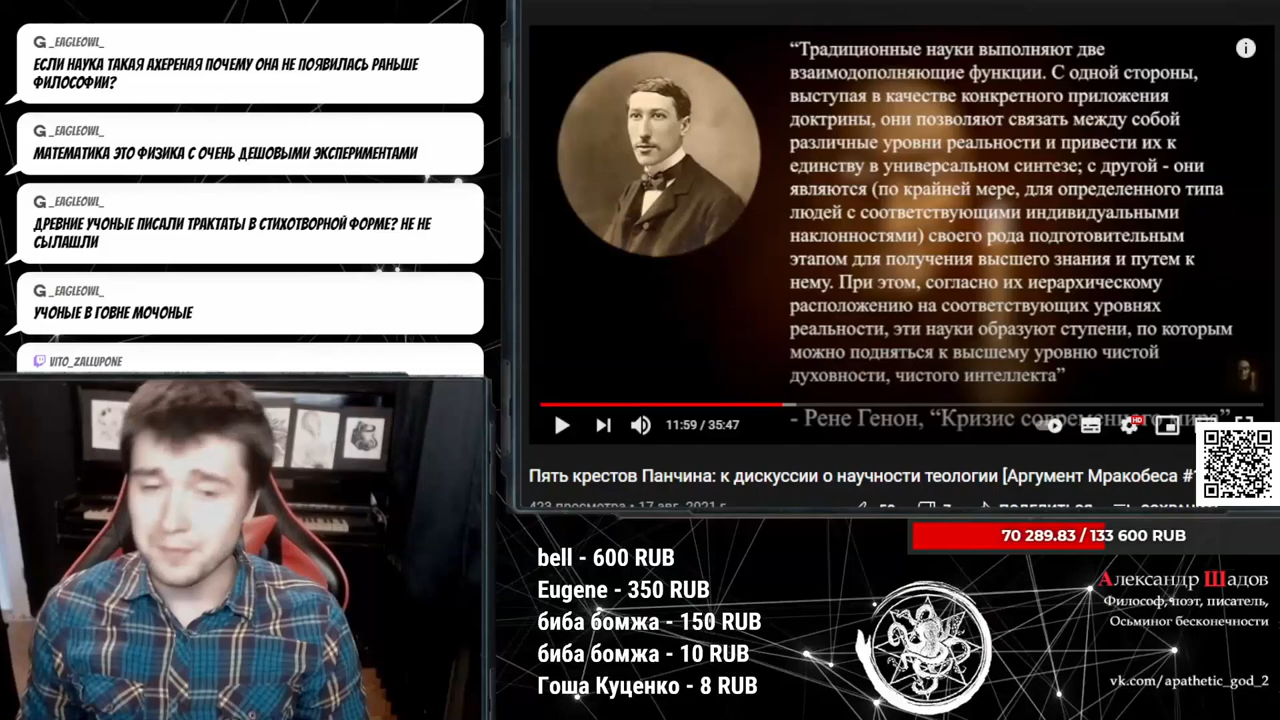 G _EAGLEOWL_
ЕСЛИ НАУКА ТАКАЯ АХЕРЕНАЯ ПОЧЕМУ ОНА НЕ ПОЯВИЛАСЬ РАНЬШЕ
ФИЛОСОФИИ?
G _EAGLEOWL_
МАТЕМАТИКА ЭТО ФИЗИКА С ОЧЕНЬ ДЕШОВЫМИ ЭКСПЕРИМЕНТАМИ
G _EAGLEOWL_
ДРЕВНИЕ УЧОНЫЕ ПИСАЛИ ТРАКТАТЫ В СТИХОТВОРНОЙ ФОРМЕ? НЕ НЕ
СЫЛАШЛИ
G _EAGLEOWL_
УЧОНЫЕ В ГОВНЕ МОЧОНЫЕ
VITO_ZALLUPONE
“Традиционные науки выполняют две
взаимодополняющие функции. С одной стороны,
выступая в качестве конкретного приложения
доктрины, они позволяют связать между собой
различные уровни реальности и привести их к
единству в универсальном синтезе; с другой - они
являются (по крайней мере, для определенного типа
людей с соответствующими индивидуальными
наклонностями) своего рода подготовительным
этапом для получения высшего знания и путем к
нему. При этом, согласно их иерархическому
расположению на соответствующих уровнях
реальности, эти науки образуют ступени, по которым
можно подняться к высшему уровню чистой
духовности, чистого интеллекта”
- Рене Генон, “Кризис современного мира”
11:59 / 35:47
HD
Пять крестов Панчина: к дискуссии о научности теологии [Аргумент Мракобеса #
423 просмотра • 17 авг. 2021 г.
70 289.83 / 133 600 RUB
bell - 600 RUB
Eugene - 350 RUB
биба бомжа - 150 RUB
биба бомжа - 10 RUB
Гоша Куценко - 8 RUB
Александр Шадов
Философ, поэт, писатель,
Осьминог бесконечности
vk.com/apathetic_god_2